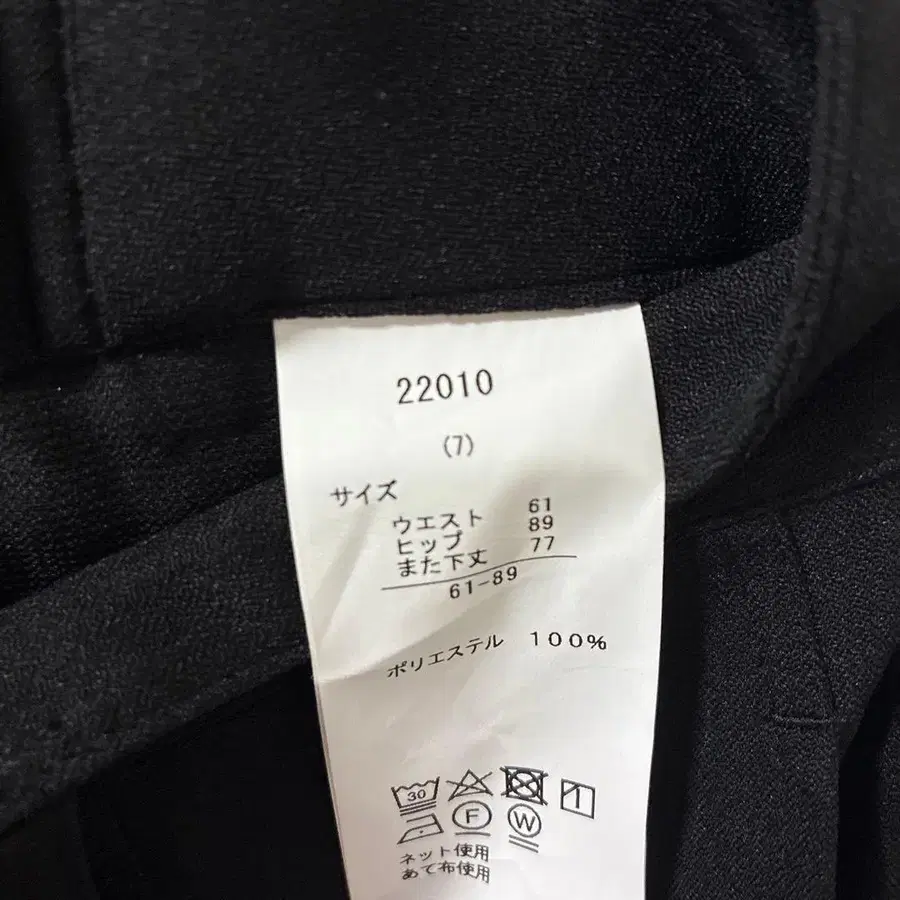 22010
(7)
サイズ
ウエスト 61
ヒップ 89
また下丈 77
61-89
ポリエステル 100%
30
F W
ネット使用
あて布使用